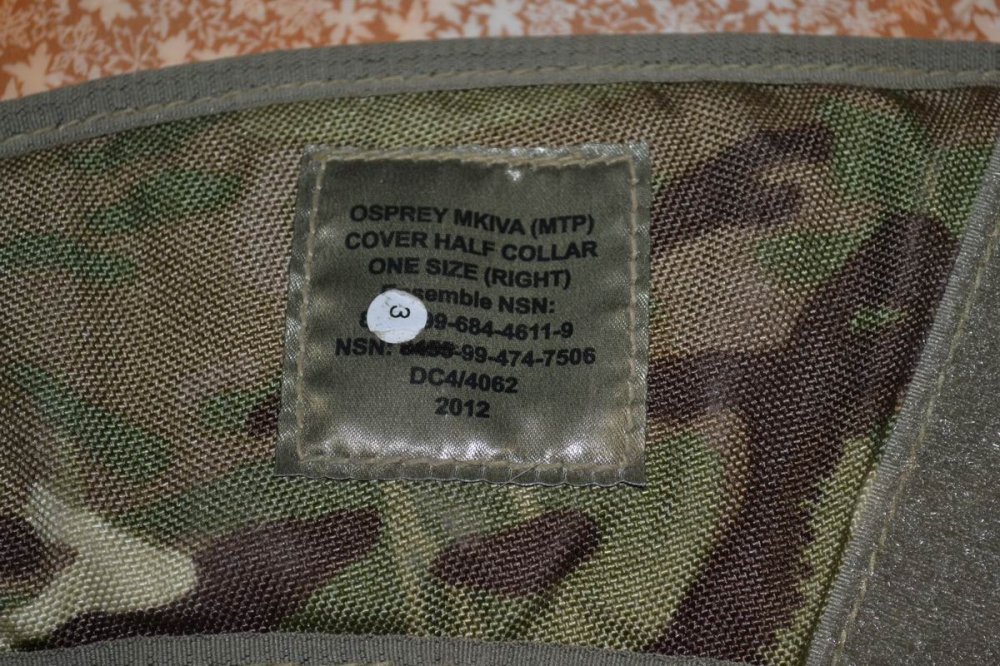 OSPREY MKIVA (MTP)
COVER HALF COLLAR
ONE SIZE (RIGHT)
NSN:
99-684-4611-9
3
NSN: -99-474-7506
DC4/4062
2012